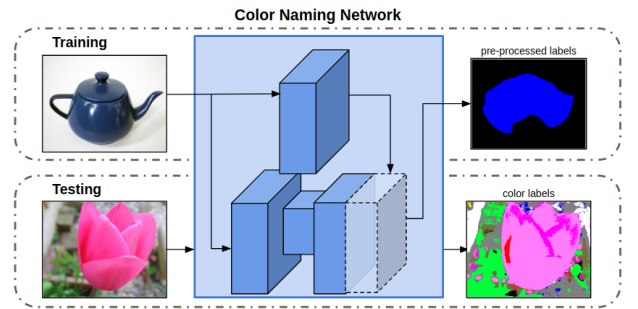 Color Naming Network
Training
pre-processed labels
Testing
color labels